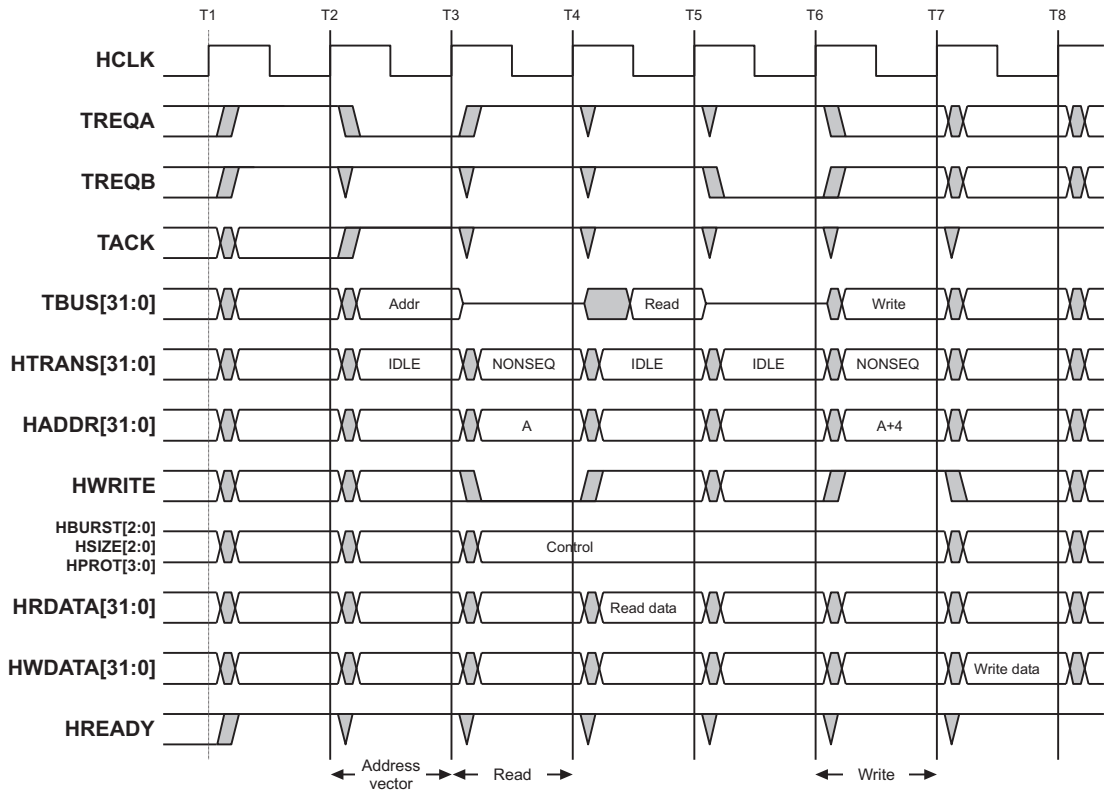 T1 T2 T3 T4 T5 T6 T7 T8
HCLK
TREQA
TREQB
TACK
TBUS[31:0] Addr Read Write
HTRANS[31:0] IDLE NONSEQ IDLE IDLE NONSEQ
HADDR[31:0] A A+4
HWRITE
HBURST[2:0]
HSIZE[2:0] Control
HPROT[3:0]
HRDATA[31:0] Read data
HWDATA[31:0] Write data
HREADY
Address
vector Read Write